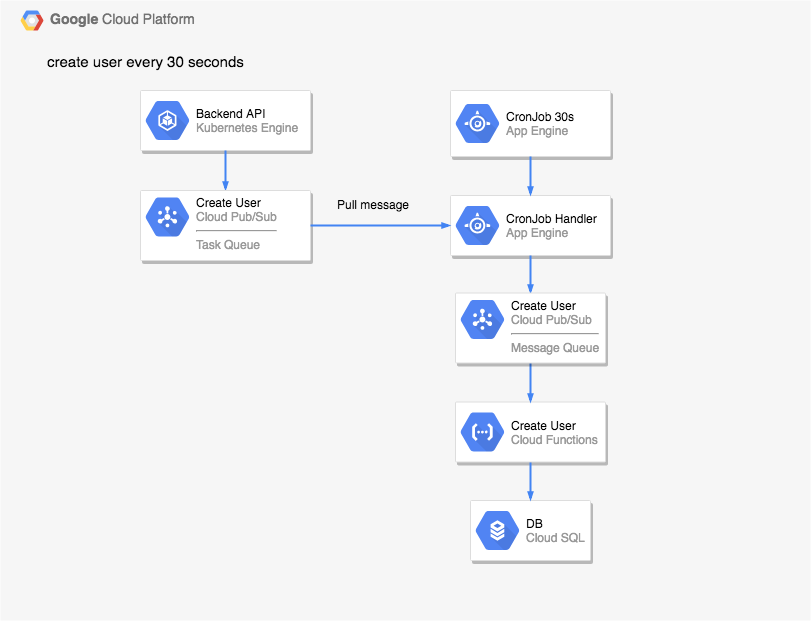 Google Cloud Platform
create user every 30 seconds
Backend API
Kubernetes Engine
CronJob 30s
App Engine
Create User
Cloud Pub/Sub
Task Queue
Pull message
CronJob Handler
App Engine
Create User
Cloud Pub/Sub
Message Queue
Create User
Cloud Functions
DB
Cloud SQL